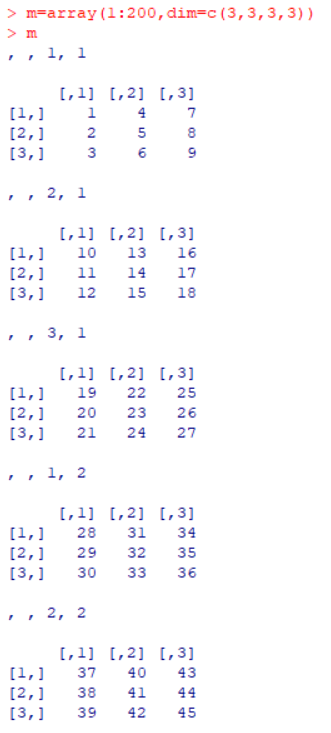 > m=array(1:200,dim=c(3,3,3,3))
> m
, , 1, 1
[,1] [,2] [,3]
[1,] 1 4 7
[2,] 2 5 8
[3,] 3 6 9
, , 2, 1
[,1] [,2] [,3]
[1,] 10 13 16
[2,] 11 14 17
[3,] 12 15 18
, , 3, 1
[,1] [,2] [,3]
[1,] 19 22 25
[2,] 20 23 26
[3,] 21 24 27
, , 1, 2
[,1] [,2] [,3]
[1,] 28 31 34
[2,] 29 32 35
[3,] 30 33 36
, , 2, 2
[,1] [,2] [,3]
[1,] 37 40 43
[2,] 38 41 44
[3,] 39 42 45